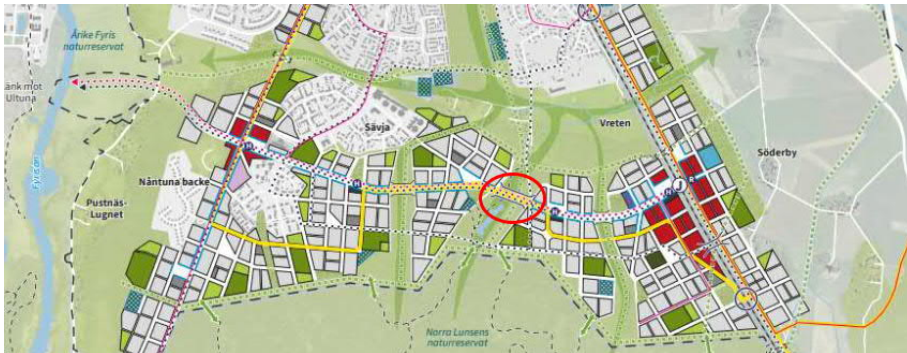 Årike Fyris
naturreservat
Länk mot
Ultuna
Fyrisån
Sävja
Vreten
Söderby
Nåntuna backe
Pustnäs-
Lugnet
H
H
H
H
J
R
Norra Lunsens
naturreservat